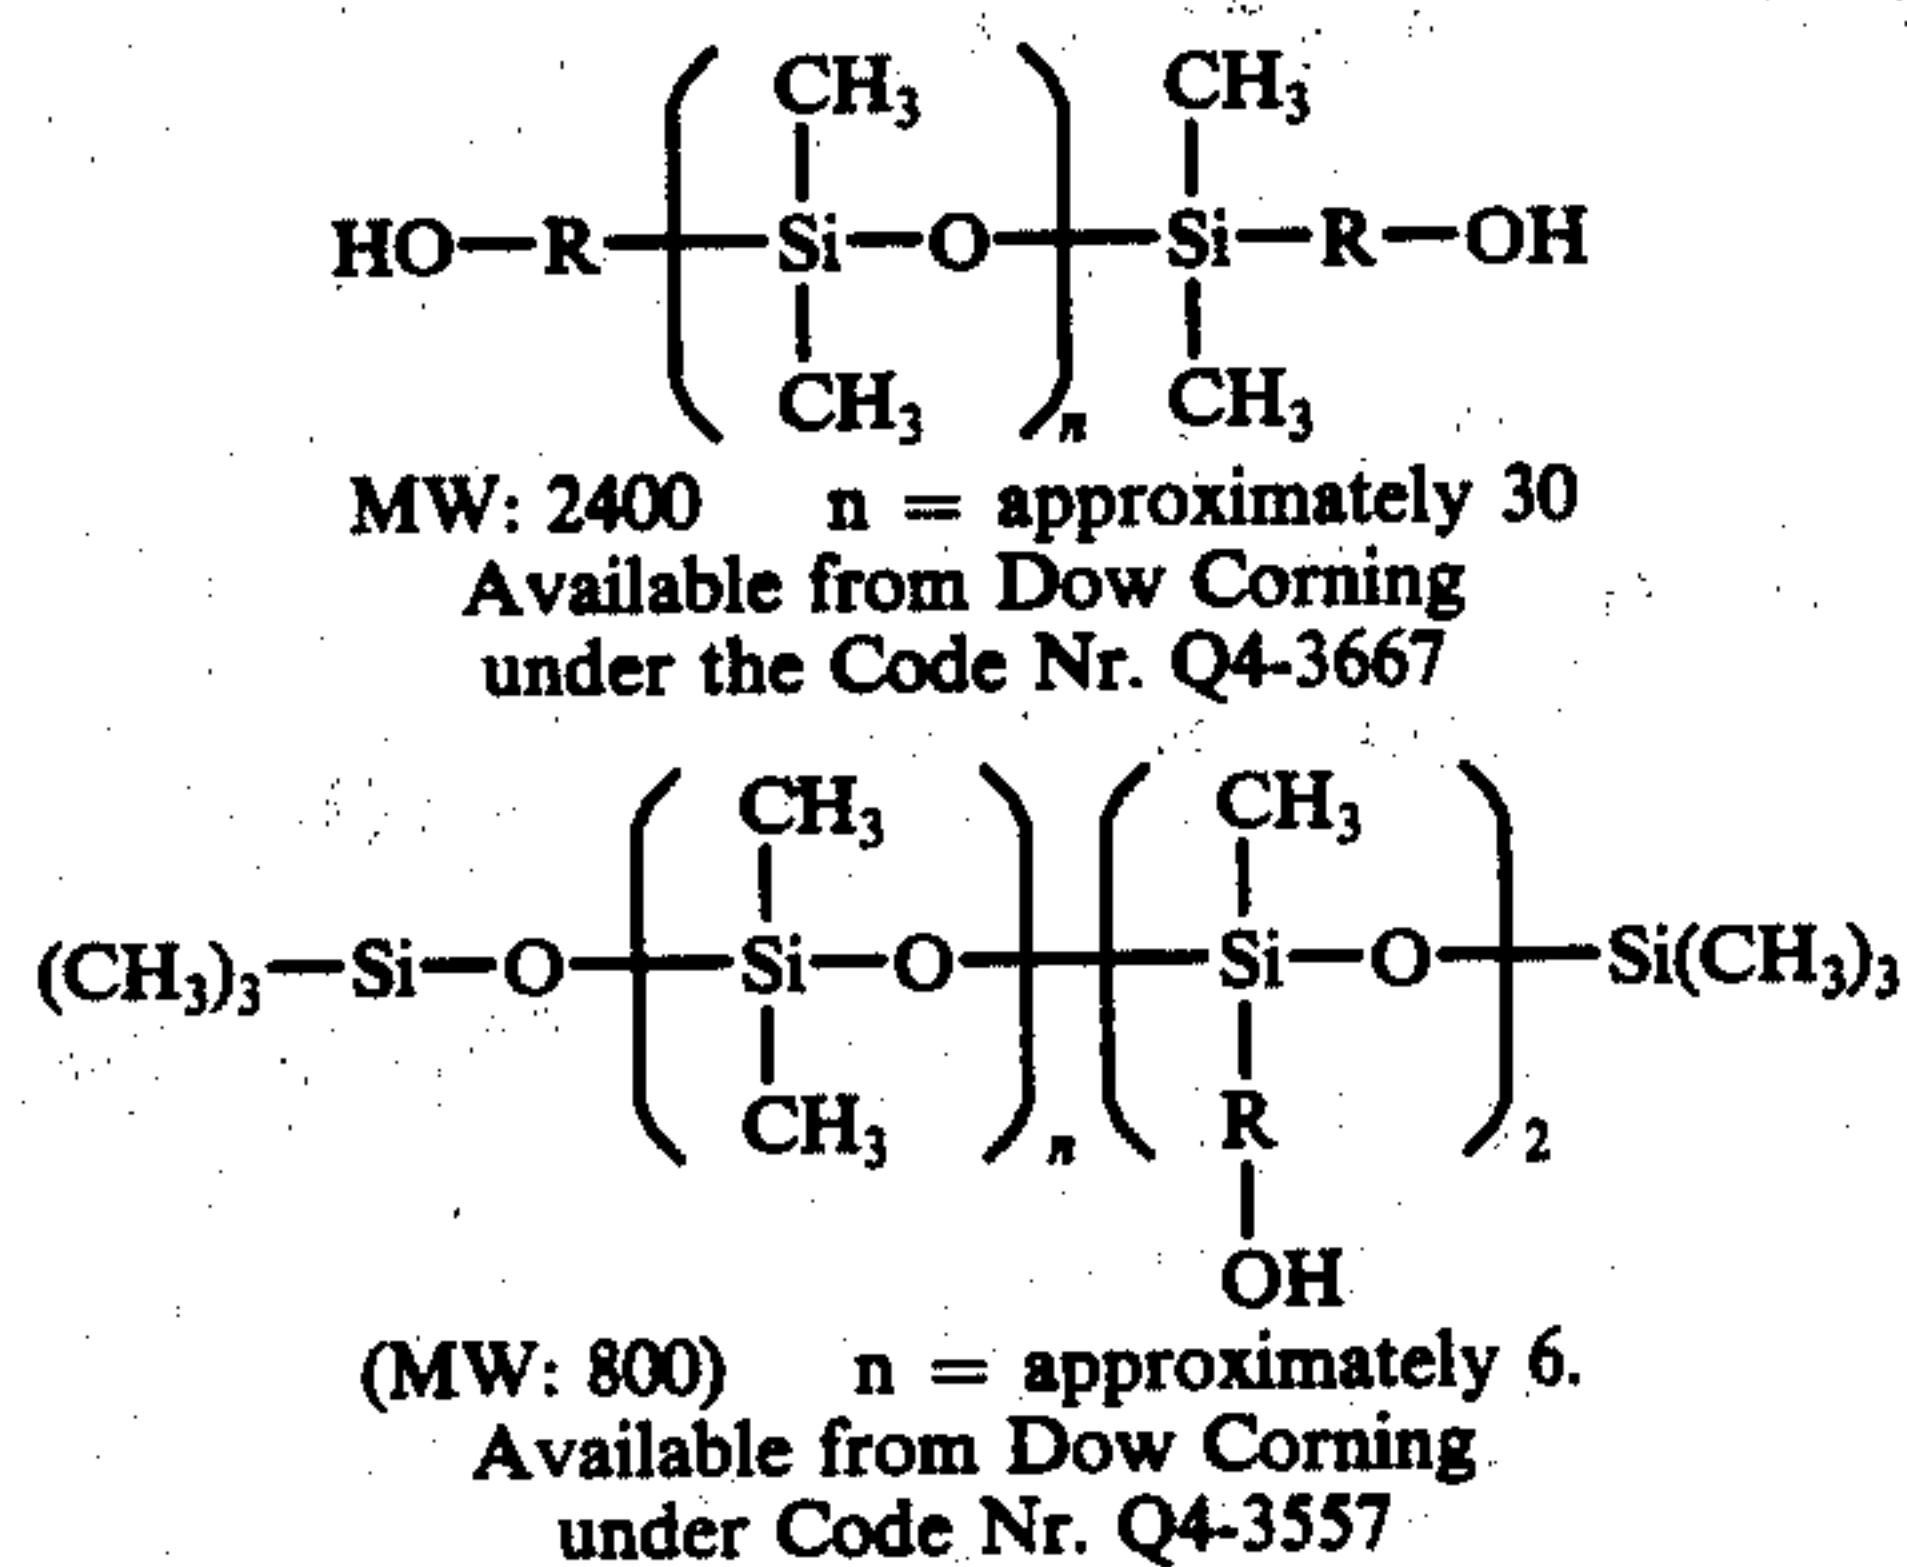 CH3 CH3
HO—R—(Si—O)n—Si—R—OH
CH3 CH3
MW: 2400 n = approximately 30
Available from Dow Corning
under the Code Nr. Q4-3667
CH3 CH3
(CH3)3—Si—O—(Si—O)n—(Si—O)2—Si(CH3)3
CH3 R
OH
(MW: 800) n = approximately 6.
Available from Dow Corning
under Code Nr. Q4-3557